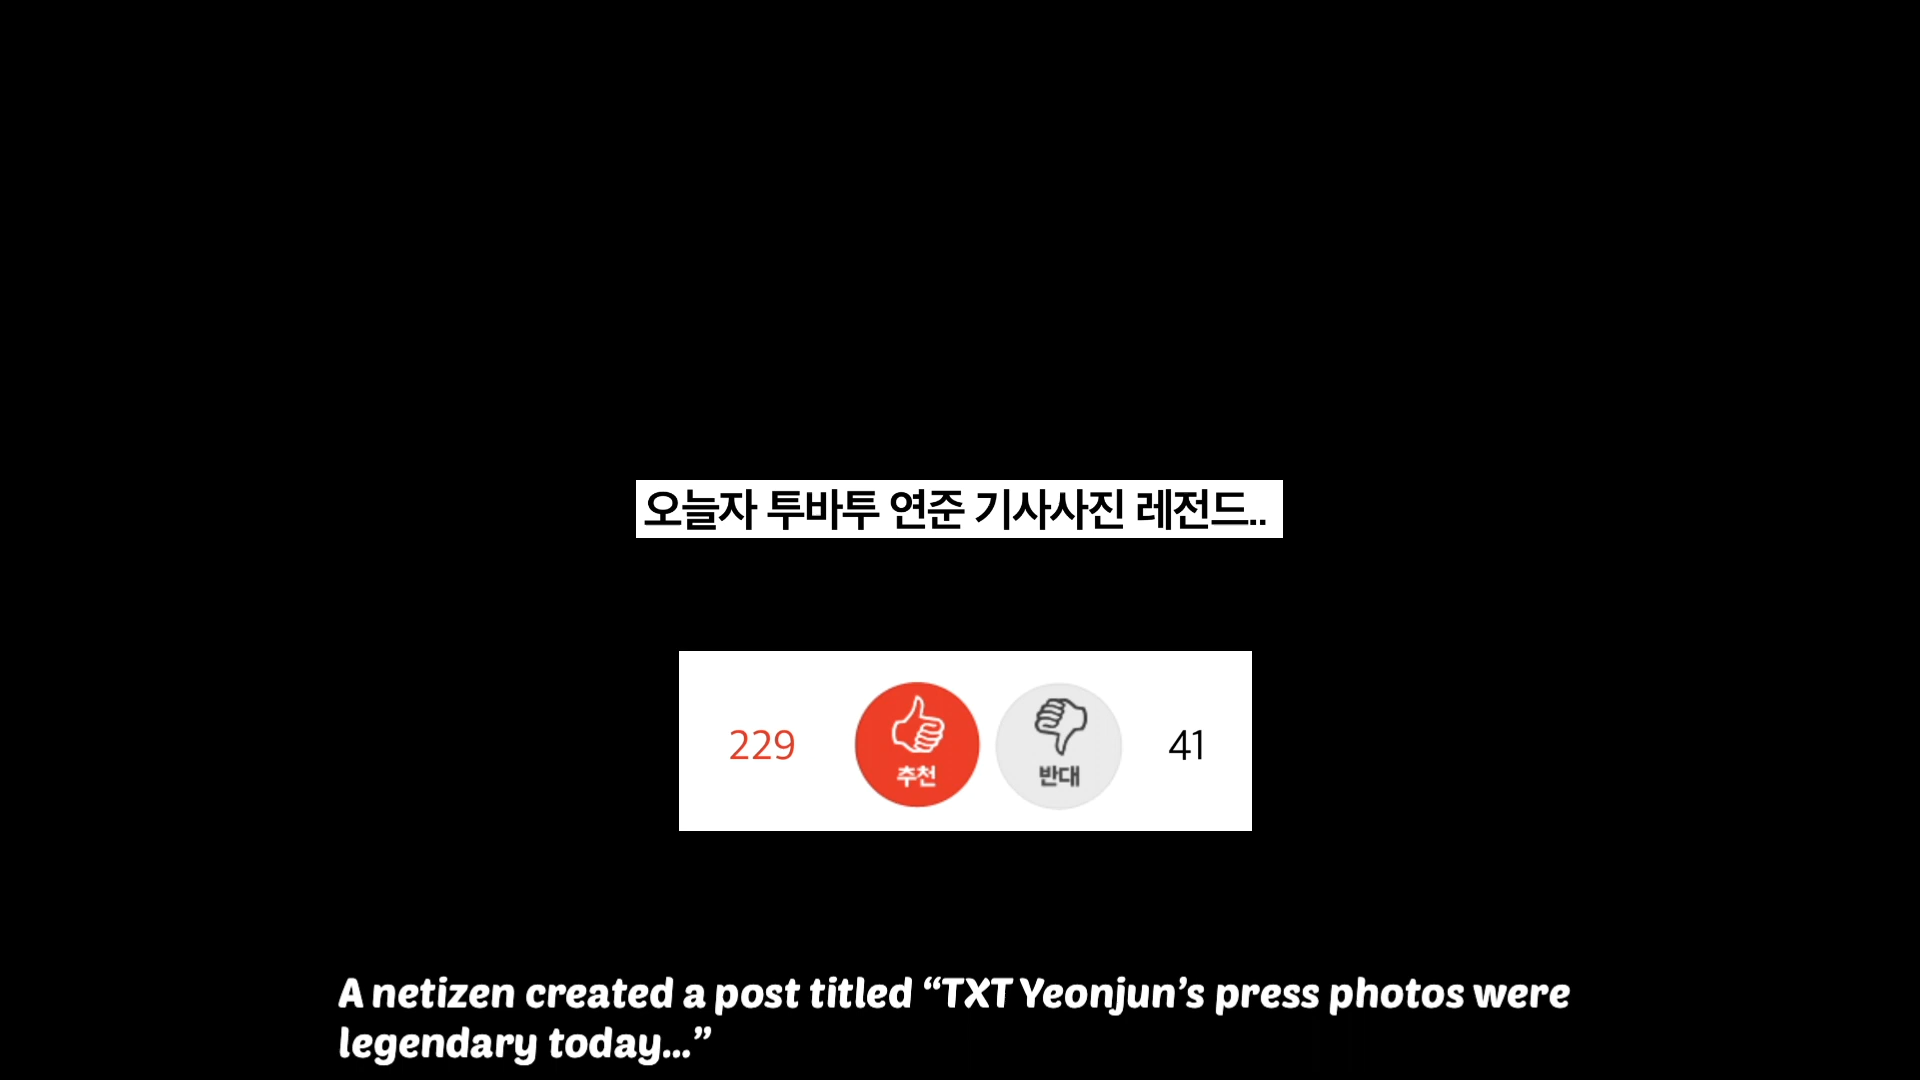 오늘자 투바투 연준 기사사진 레전드..
229
추천
반대
41
A netizen created a post titled “TXT Yeonjun’s press photos were
legendary today...”